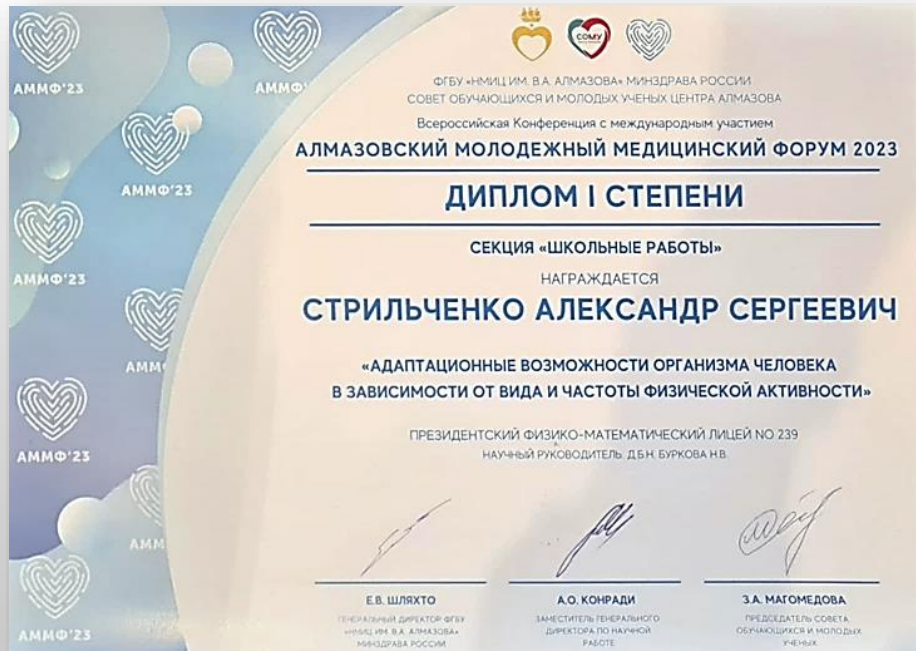 СОМУ
ФГБУ «НМИЦ ИМ. В.А. АЛМАЗОВА» МИНЗДРАВА РОССИИ
СОВЕТ ОБУЧАЮЩИХСЯ И МОЛОДЫХ УЧЕНЫХ ЦЕНТРА АЛМАЗОВА
Всероссийская Конференция с международным участием
АЛМАЗОВСКИЙ МОЛОДЕЖНЫЙ МЕДИЦИНСКИЙ ФОРУМ 2023
ДИПЛОМ I СТЕПЕНИ
СЕКЦИЯ «ШКОЛЬНЫЕ РАБОТЫ»
НАГРАЖДАЕТСЯ
СТРИЛЬЧЕНКО АЛЕКСАНДР СЕРГЕЕВИЧ
«АДАПТАЦИОННЫЕ ВОЗМОЖНОСТИ ОРГАНИЗМА ЧЕЛОВЕКА
В ЗАВИСИМОСТИ ОТ ВИДА И ЧАСТОТЫ ФИЗИЧЕСКОЙ АКТИВНОСТИ»
ПРЕЗИДЕНТСКИЙ ФИЗИКО-МАТЕМАТИЧЕСКИЙ ЛИЦЕЙ NO 239
НАУЧНЫЙ РУКОВОДИТЕЛЬ: Д.Б.Н. БУРКОВА Н.В.
Е.В. ШЛЯХТО
ГЕНЕРАЛЬНЫЙ ДИРЕКТОР ФГБУ
«НМИЦ ИМ. В.А. АЛМАЗОВА»
МИНЗДРАВА РОССИИ
А.О. КОНРАДИ
ЗАМЕСТИТЕЛЬ ГЕНЕРАЛЬНОГО
ДИРЕКТОРА ПО НАУЧНОЙ
РАБОТЕ
З.А. МАГОМЕДОВА
ПРЕДСЕДАТЕЛЬ СОВЕТА
ОБУЧАЮЩИХСЯ И МОЛОДЫХ
УЧЕНЫХ
АММФ'23
АММФ'
АММФ'23
АММФ'23
АММ
АММФ'23
АММ
АММФ'23